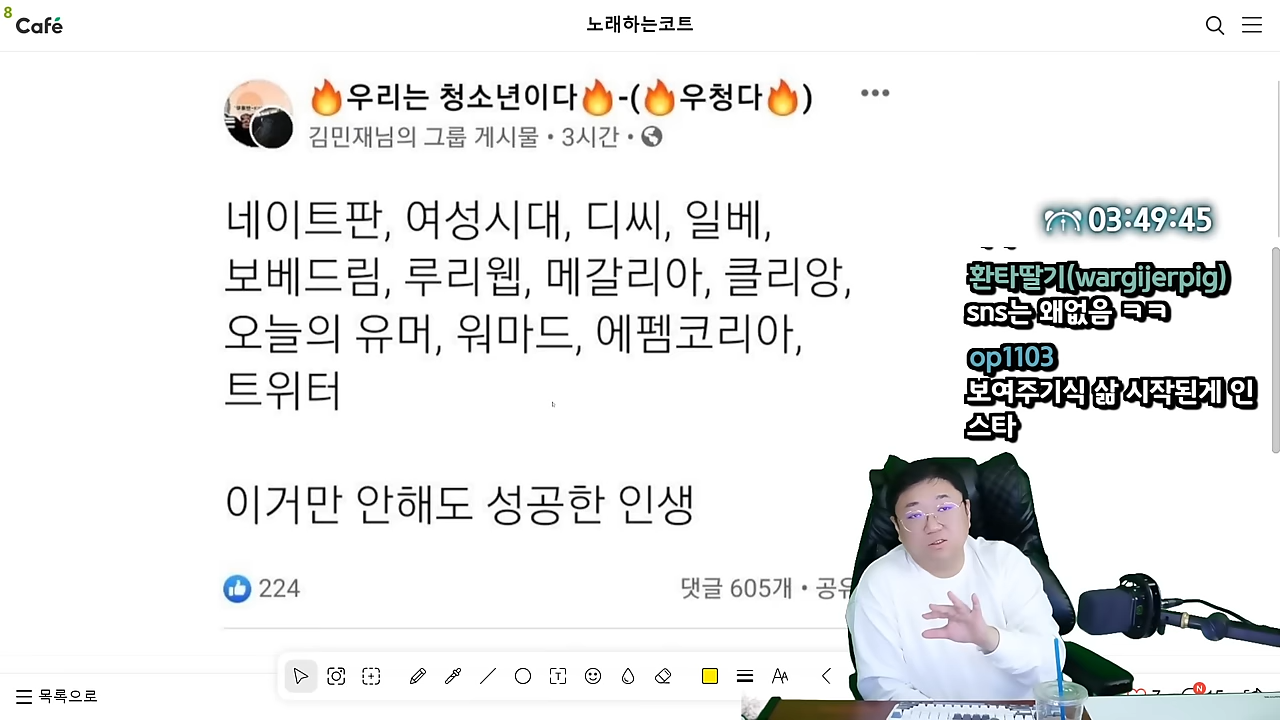 8
Café
노래하는코트
🔥우리는 청소년이다🔥-(🔥우청다🔥)
김민재님의 그룹 게시물 • 3시간 •
네이트판, 여성시대, 디씨, 일베,
보베드림, 루리웹, 메갈리아, 클리앙,
오늘의 유머, 워마드, 에펨코리아,
트위터
이거만 안해도 성공한 인생
224
댓글 605개 • 공유
03:49:45
환타딸기(wargijerpig)
sns는 왜없음 ㅋㅋ
op1103
보여주기식 삶 시작된게 인
스타
목록으로